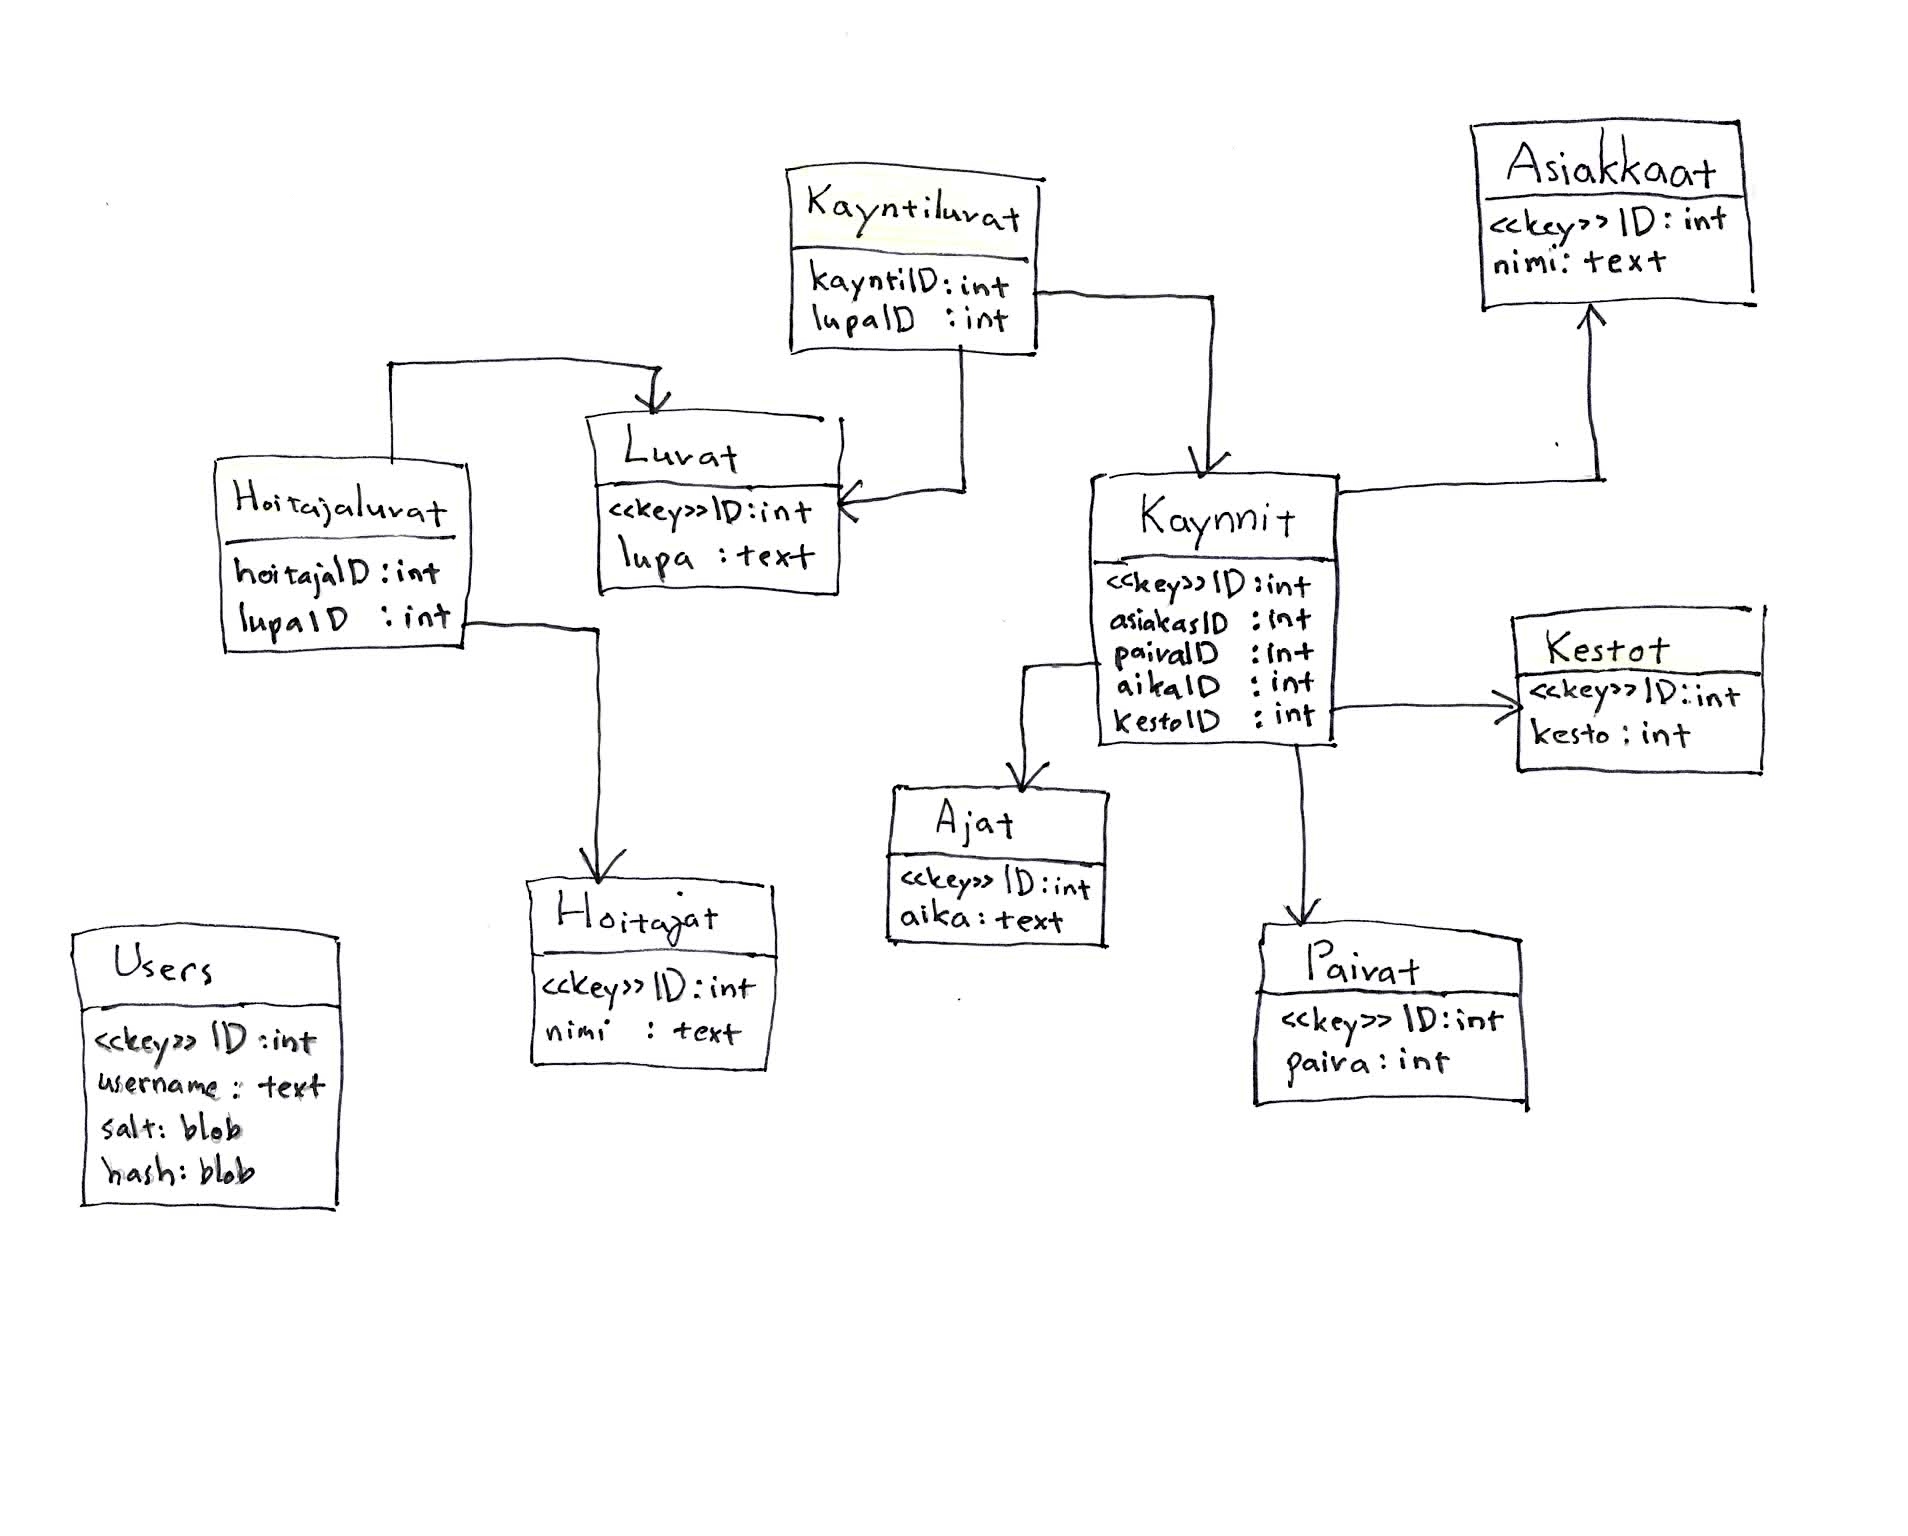 Asiakkaat
<<key>> ID: int
nimi: text
Kayntiluvat
kayntiID: int
lupaID : int
Luvat
<<key>> ID: int
lupa : text
Hoitajaluvat
hoitajaID : int
lupaID : int
Kaynnit
<<key>> ID : int
asiakasID : int
paivaID : int
aikaID : int
kestoID : int
Kestot
<<key>> ID: int
kesto : int
Ajat
<<key>> ID: int
aika: text
Hoitajat
<<key>> ID: int
nimi : text
Paivat
<<key>> ID: int
paiva: int
Users
<<key>> ID : int
username : text
salt: blob
hash: blob